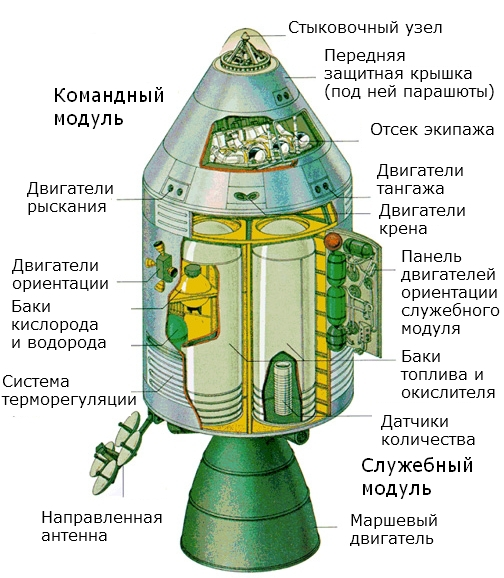 Стыковочный узел
Передняя
защитная крышка
(под ней парашюты)
Командный
модуль
Отсек экипажа
Двигатели
тангажа
Двигатели
рыскания
Двигатели
крена
Панель
двигателей
ориентации
служебного
модуля
Двигатели
ориентации
Баки
кислорода
и водорода
Баки
топлива и
окислителя
Система
терморегуляции
Датчики
количества
Служебный
модуль
Направленная
антенна
Маршевый
двигатель